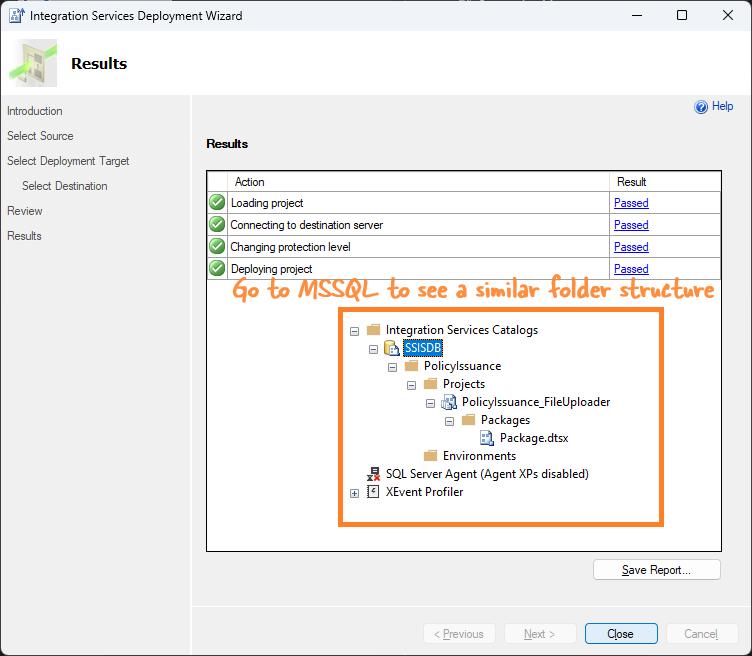 Integration Services Deployment Wizard
Results
Introduction
Select Source
Select Deployment Target
Select Destination
Review
Results
Help
Results
Action Result
Loading project Passed
Connecting to destination server Passed
Changing protection level Passed
Deploying project Passed
Go to MSSQL to see a similar folder structure
Integration Services Catalogs
SSISDB
PolicyIssuance
Projects
PolicyIssuance_FileUploader
Packages
Package.dtsx
Environments
SQL Server Agent (Agent XPs disabled)
XEvent Profiler
Save Report...
< Previous Next > Close Cancel